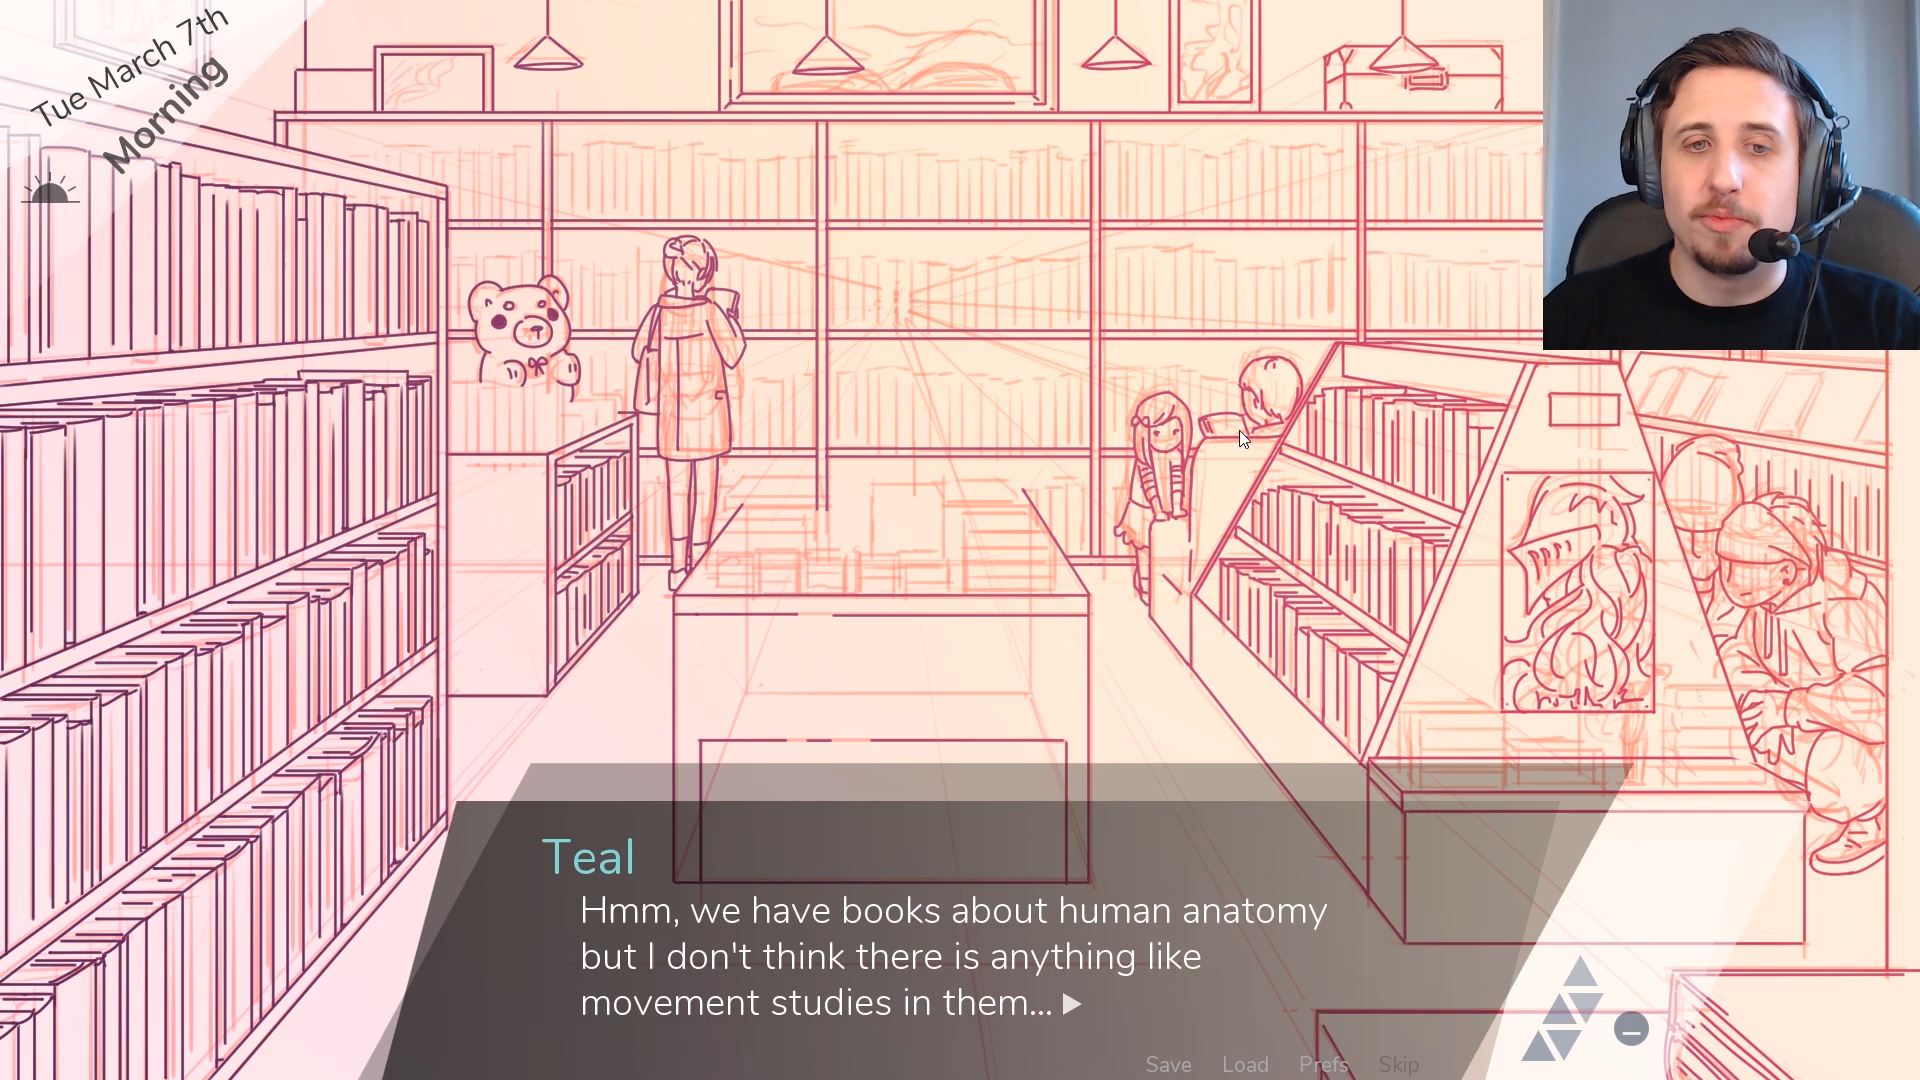 Tue March 7th
Morning
Teal
Hmm, we have books about human anatomy
but I don't think there is anything like
movement studies in them...
Save Load Prefs Skip